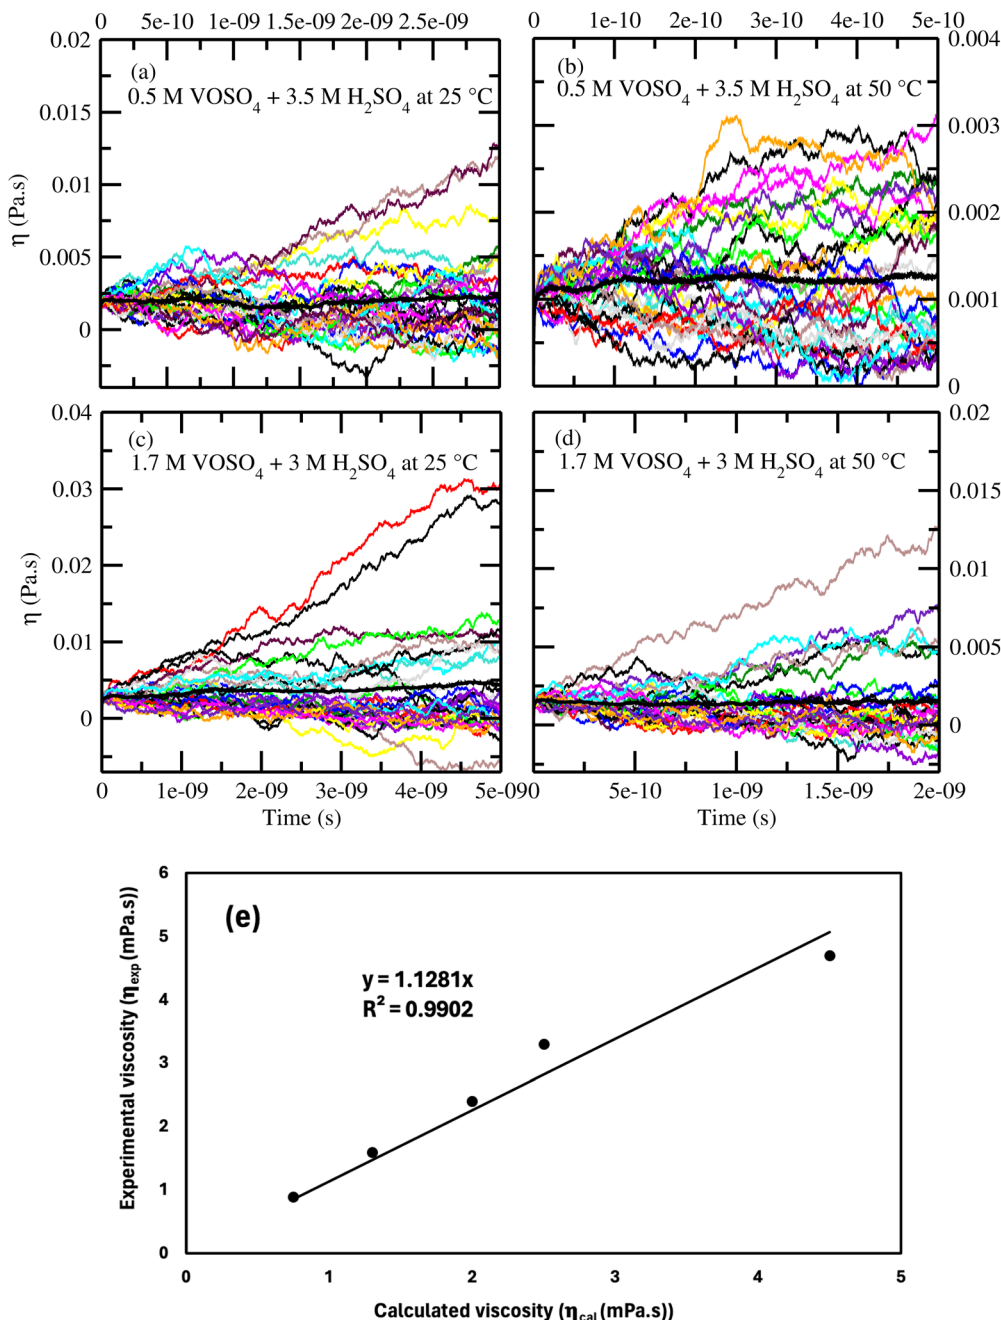 0 5e-10 1e-09 1.5e-09 2e-09 2.5e-09
0 1e-10 2e-10 3e-10 4e-10 5e-10
0.02
0.015
0.01
0.005
0
η (Pa.s)
(a)
0.5 M VOSO4 + 3.5 M H2SO4 at 25 °C
(b)
0.5 M VOSO4 + 3.5 M H2SO4 at 50 °C
0.004
0.003
0.002
0.001
0
0.04
0.03
0.02
0.01
0
η (Pa.s)
(c)
1.7 M VOSO4 + 3 M H2SO4 at 25 °C
(d)
1.7 M VOSO4 + 3 M H2SO4 at 50 °C
0.02
0.015
0.01
0.005
0
0 1e-09 2e-09 3e-09 4e-09 5e-09
0 5e-10 1e-09 1.5e-09 2e-09
Time (s)
Time (s)
(e)
y = 1.1281x
R² = 0.9902
6
5
4
3
2
1
0
Experimental viscosity (ηexp (mPa.s))
0 1 2 3 4 5
Calculated viscosity (ηcal (mPa.s))